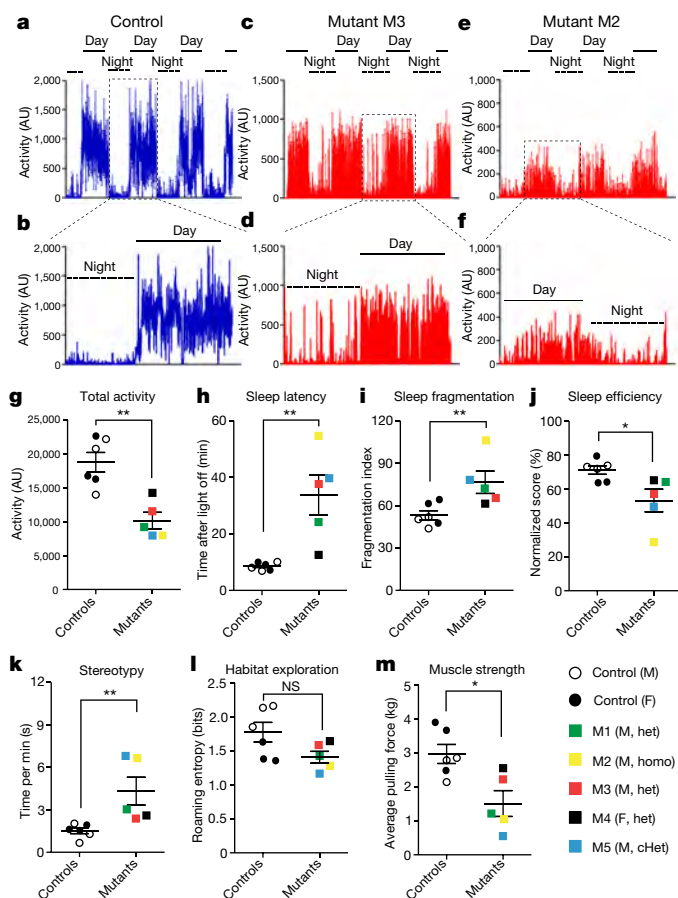 a Control c Mutant M3 e Mutant M2
Day Day Day Day Day Day
Night Night Night Night Night Night
2,000 1,500 1,000
1,500 1,000 800
1,000 500 600
500 0 400
0 200
0
Activity (AU) Activity (AU) Activity (AU)
b d f
2,000 1,500 1,000
1,500 1,000 800
1,000 500 600
500 0 400
0 200
0
Activity (AU) Activity (AU) Activity (AU)
Night Day Night Day Day Night
g Total activity h Sleep latency i Sleep fragmentation j Sleep efficiency
** ** ** *
25,000 60 120 100
20,000 40 90 80
15,000 20 60 60
10,000 0 30 40
5,000 0 20
0 0
Activity (AU) Time after light off (min) Fragmentation index Normalized score (%)
Controls Mutants Controls Mutants Controls Mutants Controls Mutants
k Stereotypy l Habitat exploration m Muscle strength
** NS *
12 2.5 5
9 2.0 4
6 1.5 3
3 1.0 2
0 0.5 1
0 0
Time per min (s) Roaming entropy (bits) Average pulling force (kg)
Controls Mutants Controls Mutants Controls Mutants
Control (M)
Control (F)
M1 (M, het)
M2 (M, homo)
M3 (M, het)
M4 (F, het)
M5 (M, cHet)